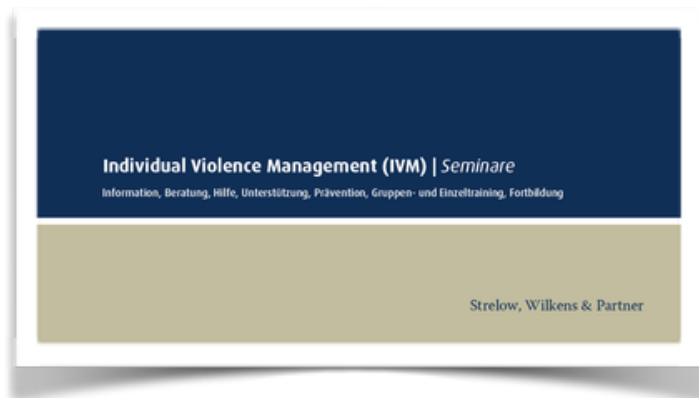 Individual Violence Management (IVM) | Seminare
Information, Beratung, Hilfe, Unterstützung, Prävention, Gruppen- und Einzeltraining, Fortbildung
Strelow, Wilkens & Partner